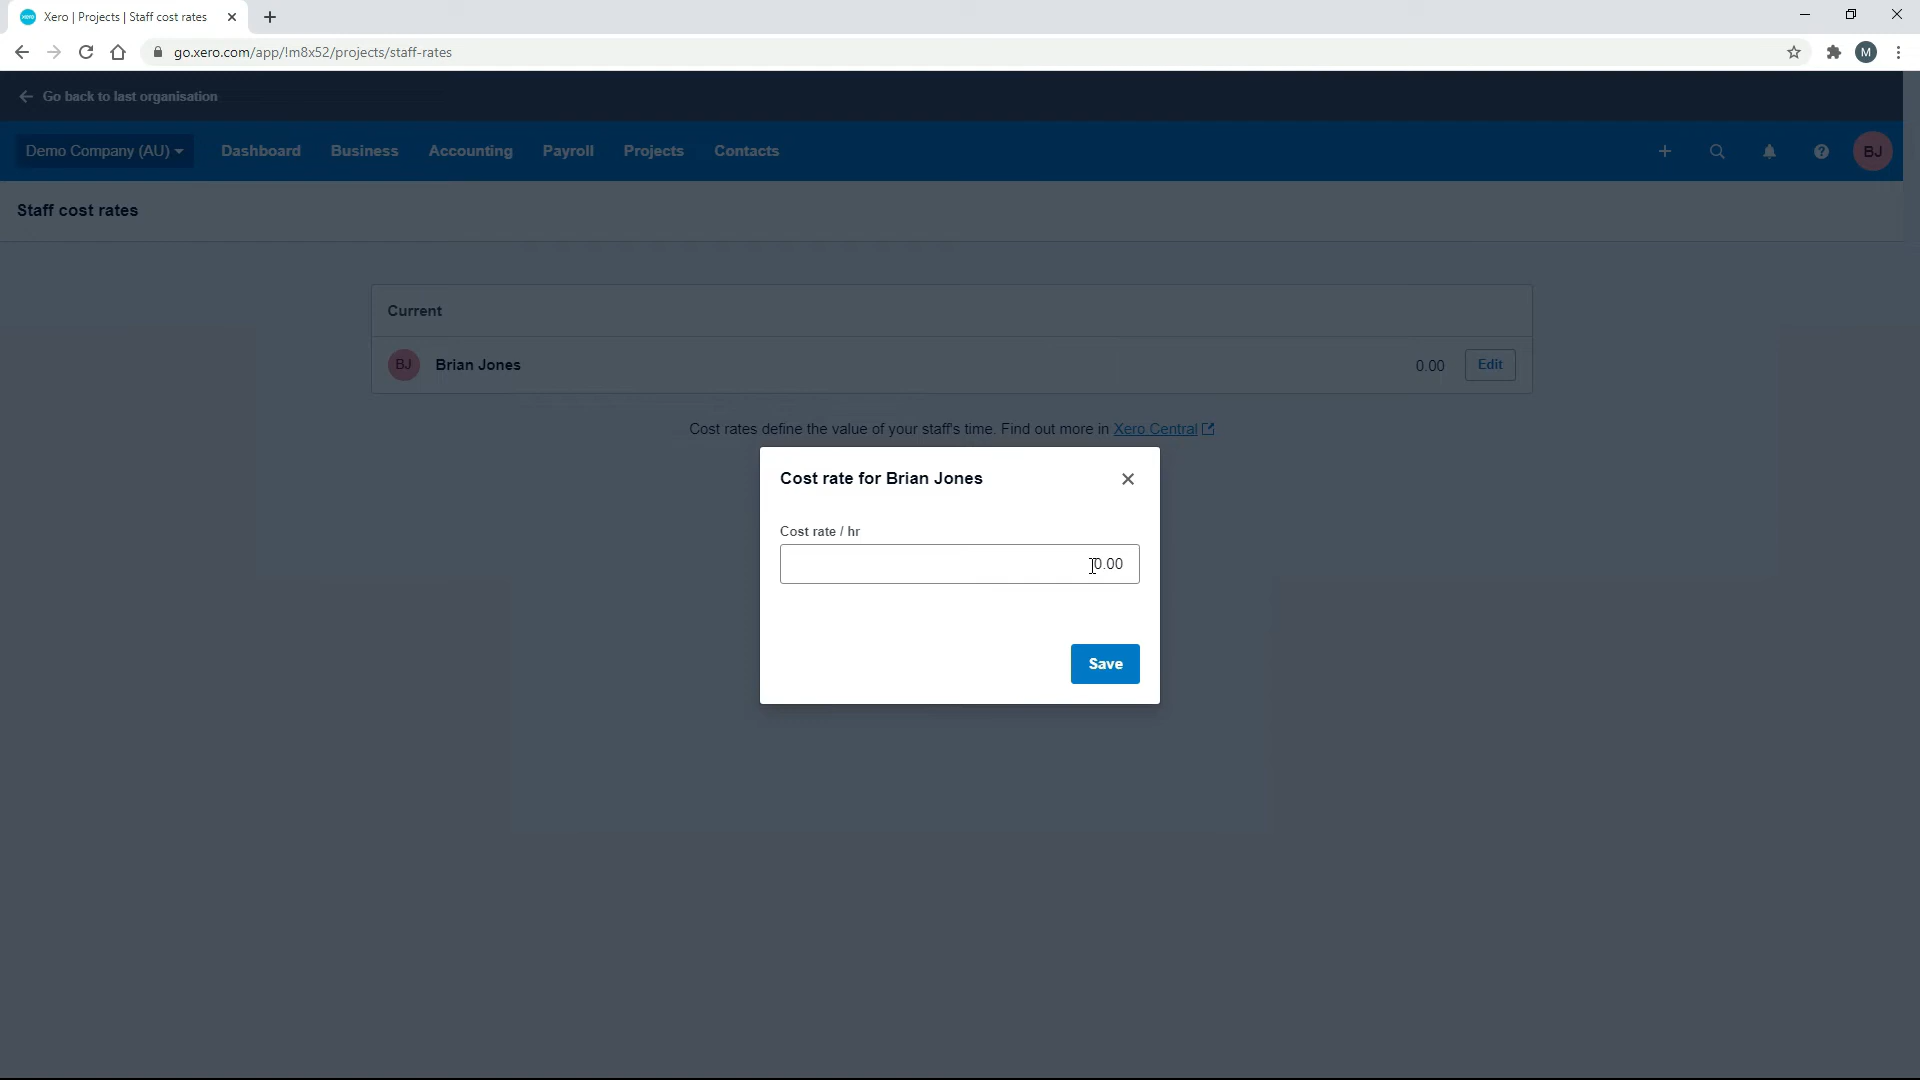 Xero | Projects | Staff cost rates
go.xero.com/app/!m8x52/projects/staff-rates
M
Go back to last organisation
Demo Company (AU)
Dashboard
Business
Accounting
Payroll
Projects
Contacts
BJ
Staff cost rates
Current
BJ
Brian Jones
0.00
Edit
Cost rates define the value of your staff's time. Find out more in Xero Central
Cost rate for Brian Jones
Cost rate / hr
0.00
Save